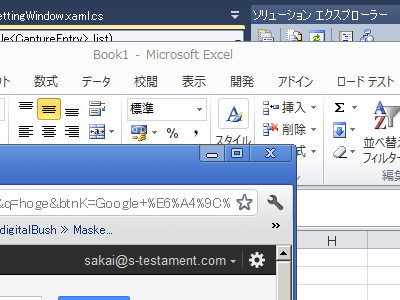 ettingWindow.xaml.cs
ソリューション エクスプローラー
le<CaptureEntry> list)
Book1 - Microsoft Excel
ウト 数式 データ 校閲 表示 開発 アドイン ロード テスト
標準
% ,
スタイル
挿入
削除
Σ
並べ替え
フィルター
編集
&q=hoge&btnK=Google+%E6%A4%9C%
digitalBush » Maske...
»
sakai@s-testament.com
H